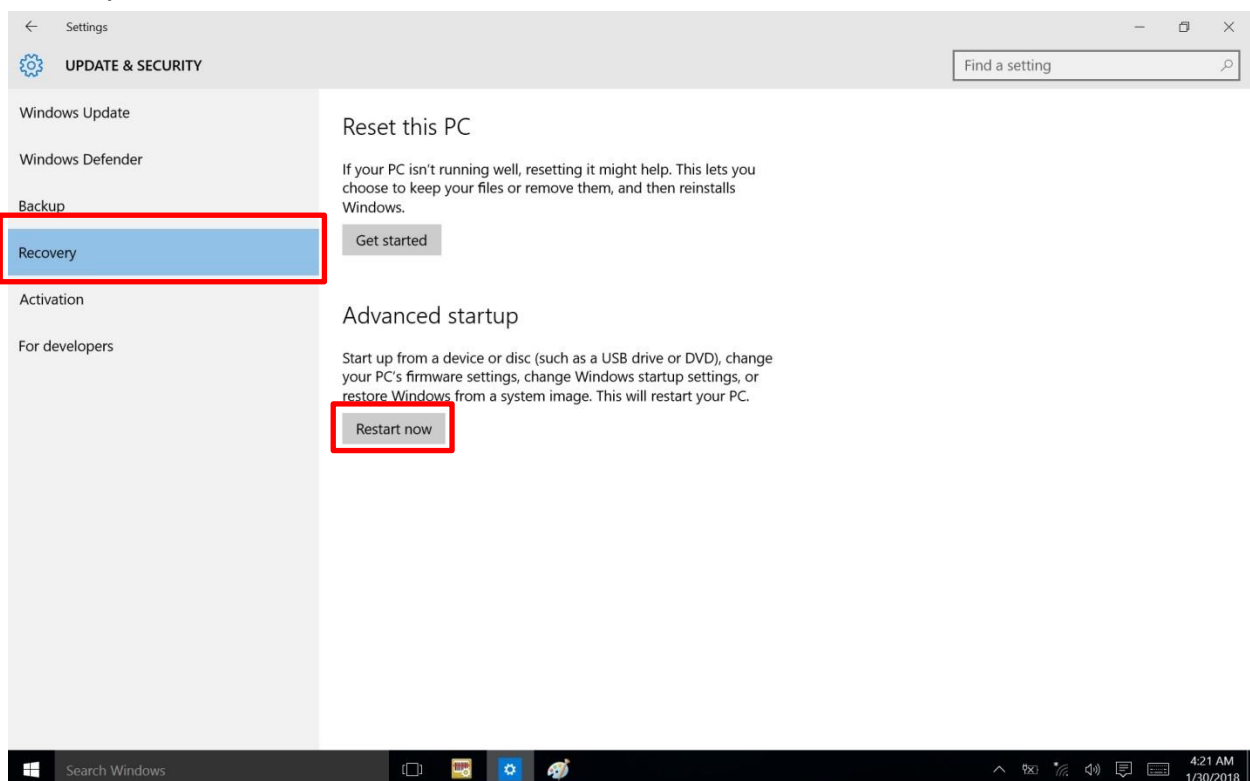 Settings
UPDATE & SECURITY
Find a setting
Windows Update
Windows Defender
Backup
Recovery
Activation
For developers
Reset this PC
If your PC isn't running well, resetting it might help. This lets you
choose to keep your files or remove them, and then reinstalls
Windows.
Get started
Advanced startup
Start up from a device or disc (such as a USB drive or DVD), change
your PC's firmware settings, change Windows startup settings, or
restore Windows from a system image. This will restart your PC.
Restart now
Search Windows
4:21 AM
1/30/2018